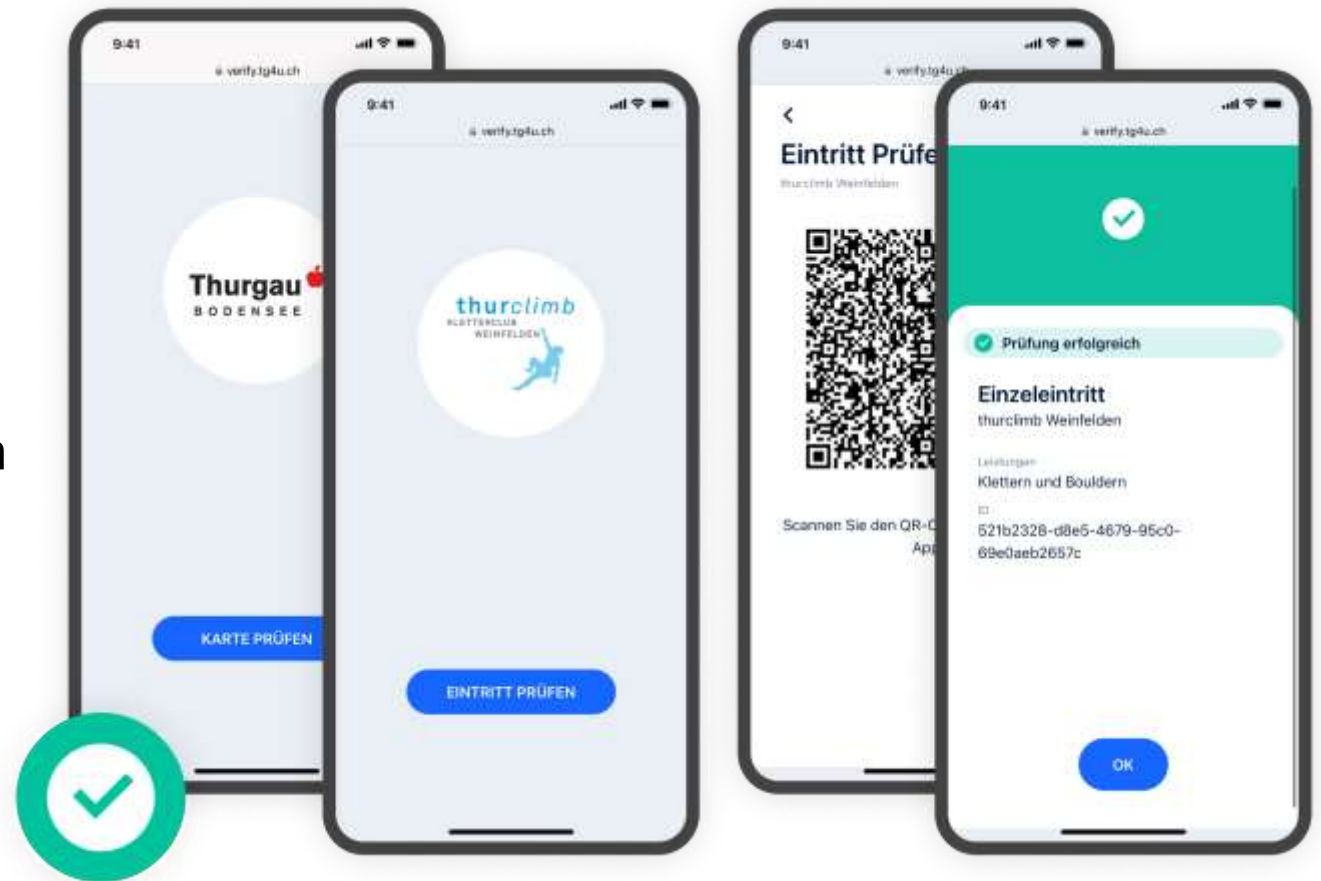 9:41
verify.tg4u.ch
Thurgau
BODENSEE
KARTE PRÜFEN
9:41
verify.tg4u.ch
thurclimb
KLETTERCLUB
WEINFELDEN
EINTRITT PRÜFEN
9:41
verify.tg4u
Eintritt Prüfe
thurclimb Weinfelden
Scannen Sie den QR-C
App
9:41
verify.tg4u.ch
Prüfung erfolgreich
Einzeleintritt
thurclimb Weinfelden
Leistungen
Klettern und Bouldern
ID
521b2328-d8e5-4679-95c0-
69e0aeb2657c
OK